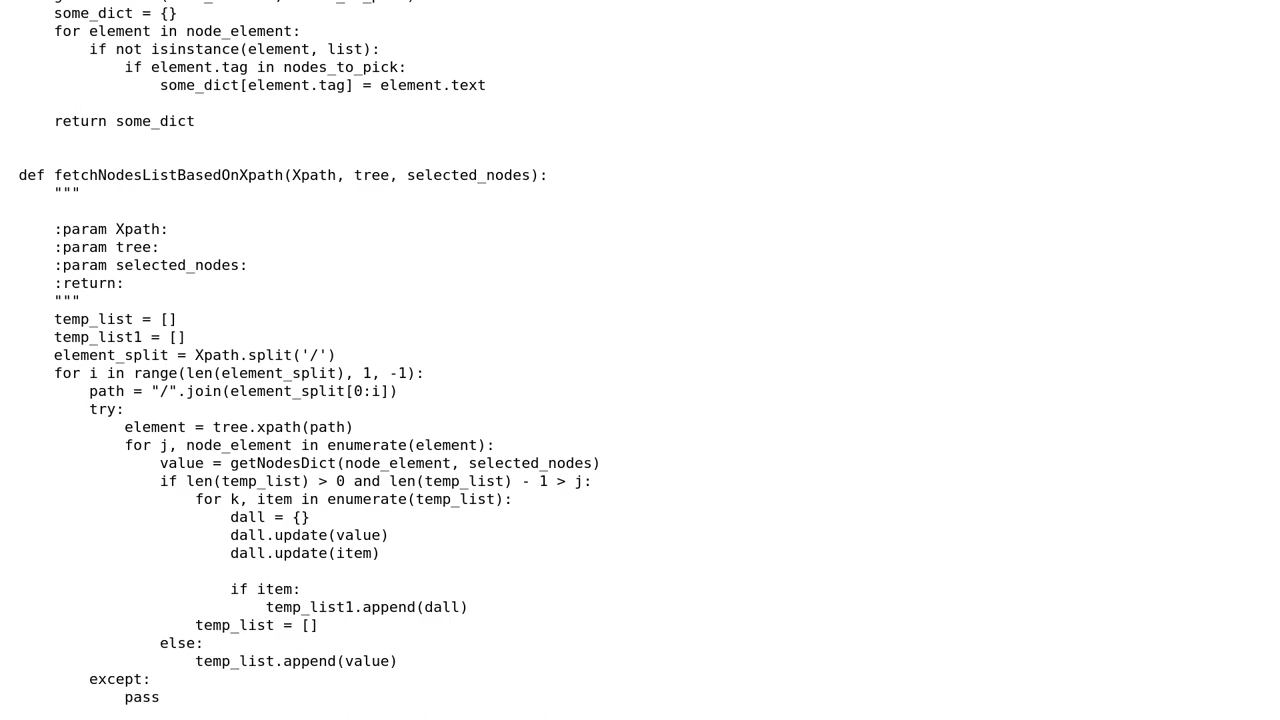 some_dict = {}
for element in node_element:
if not isinstance(element, list):
if element.tag in nodes_to_pick:
some_dict[element.tag] = element.text
return some_dict
def fetchNodesListBasedOnXpath(Xpath, tree, selected_nodes):
"""
:param Xpath:
:param tree:
:param selected_nodes:
:return:
"""
temp_list = []
temp_list1 = []
element_split = Xpath.split('/')
for i in range(len(element_split), 1, -1):
path = "/".join(element_split[0:i])
try:
element = tree.xpath(path)
for j, node_element in enumerate(element):
value = getNodesDict(node_element, selected_nodes)
if len(temp_list) > 0 and len(temp_list) - 1 > j:
for k, item in enumerate(temp_list):
dall = {}
dall.update(value)
dall.update(item)
if item:
temp_list1.append(dall)
temp_list = []
else:
temp_list.append(value)
except:
pass